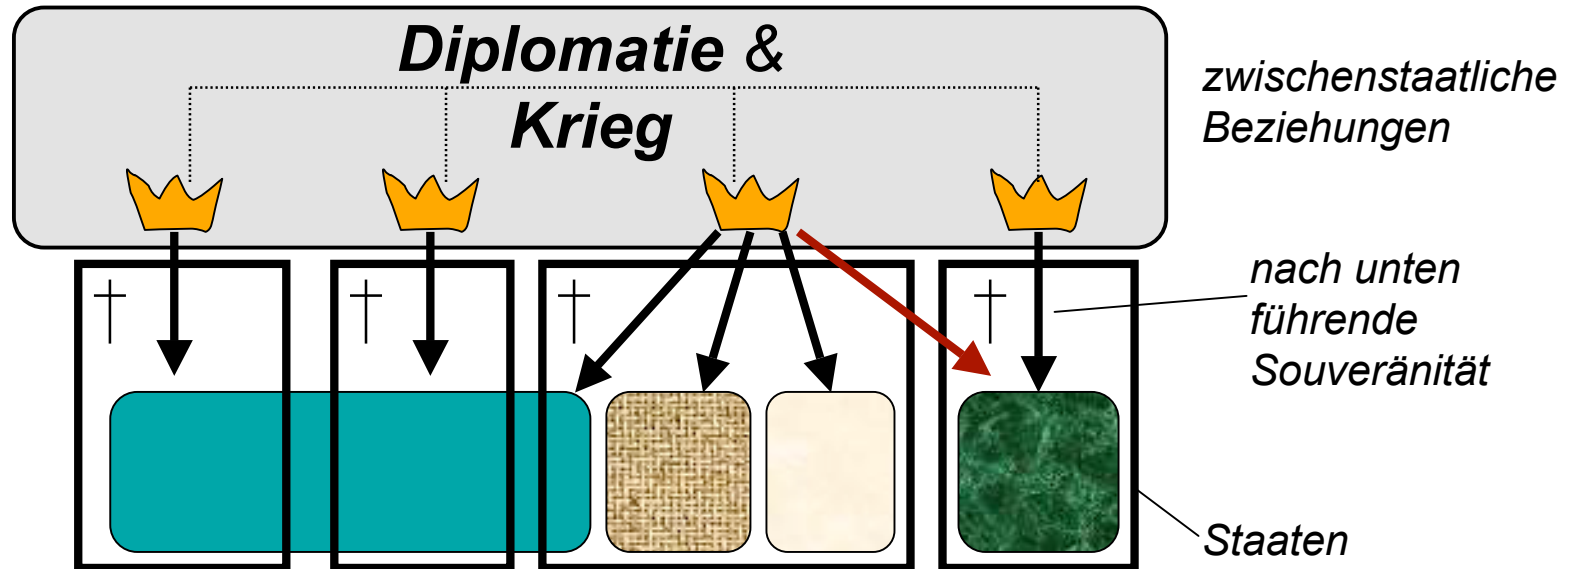 Diplomatie &
Krieg
zwischenstaatliche
Beziehungen
nach unten
führende
Souveränität
Staaten